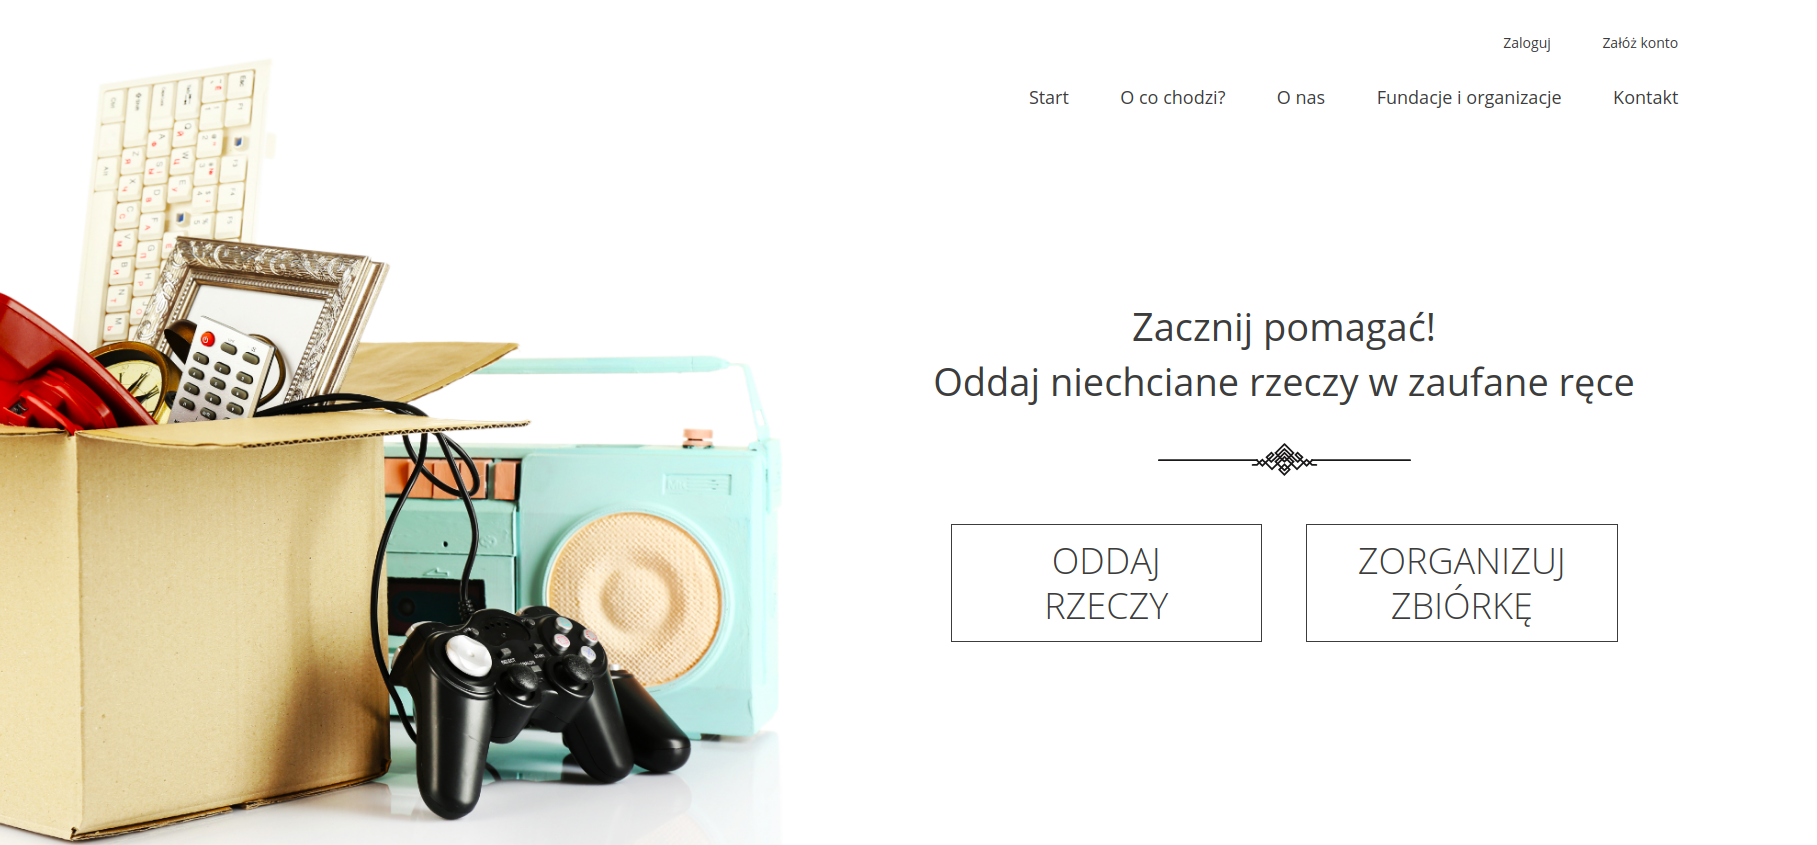 Zaloguj Załóż konto
Start O co chodzi? O nas Fundacje i organizacje Kontakt
Zacznij pomagać!
Oddaj niechciane rzeczy w zaufane ręce
ODDAJ
RZECZY
ZORGANIZUJ
ZBIÓRKĘ